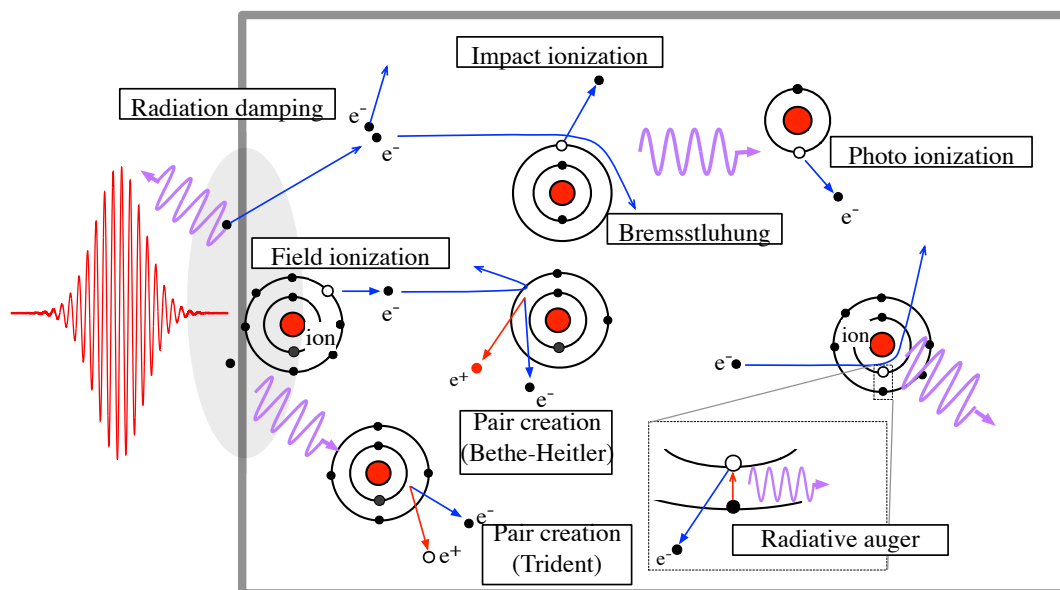 Impact ionization
Radiation damping
e-
e-
Photo ionization
e-
Bremsstluhung
Field ionization
e-
ion
ion
e-
e+
e-
Pair creation
(Bethe-Heitler)
e-
e+
Pair creation
(Trident)
Radiative auger
e-